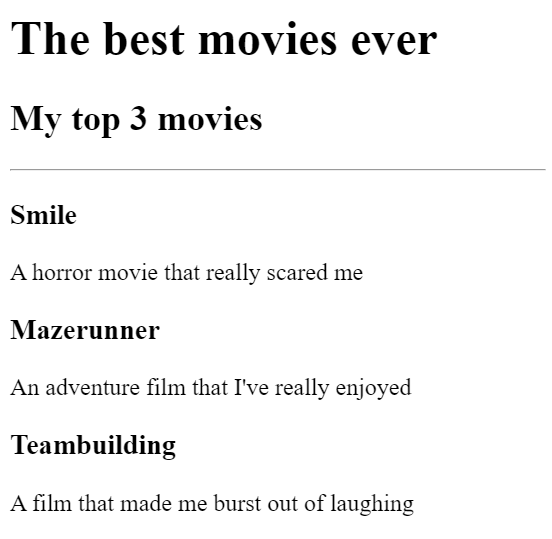 The best movies ever
My top 3 movies
Smile
A horror movie that really scared me
Mazerunner
An adventure film that I've really enjoyed
Teambuilding
A film that made me burst out of laughing